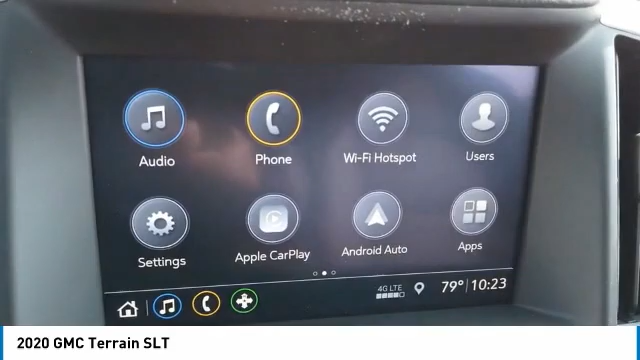 Audio
Phone
Wi-Fi Hotspot
Users
Settings
Apple CarPlay
Android Auto
Apps
4G LTE
79° 10:23
2020 GMC Terrain SLT